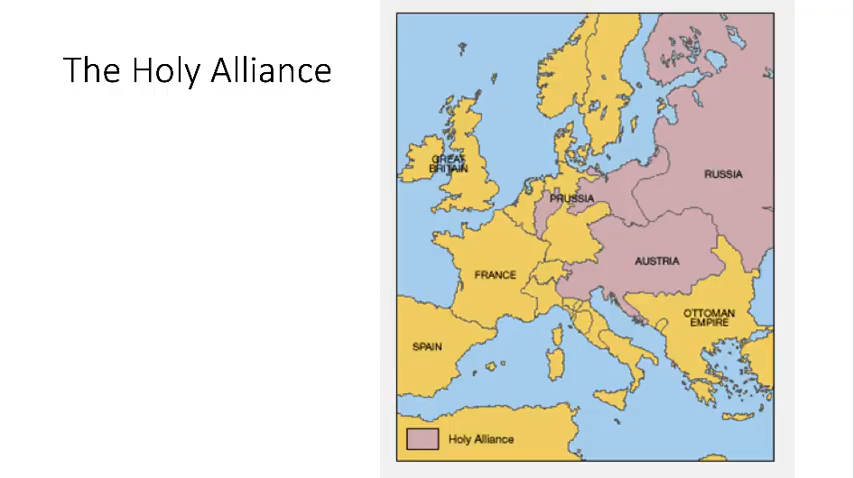 The Holy Alliance
GREAT
BRITAIN
RUSSIA
PRUSSIA
AUSTRIA
FRANCE
OTTOMAN
EMPIRE
SPAIN
Holy Alliance